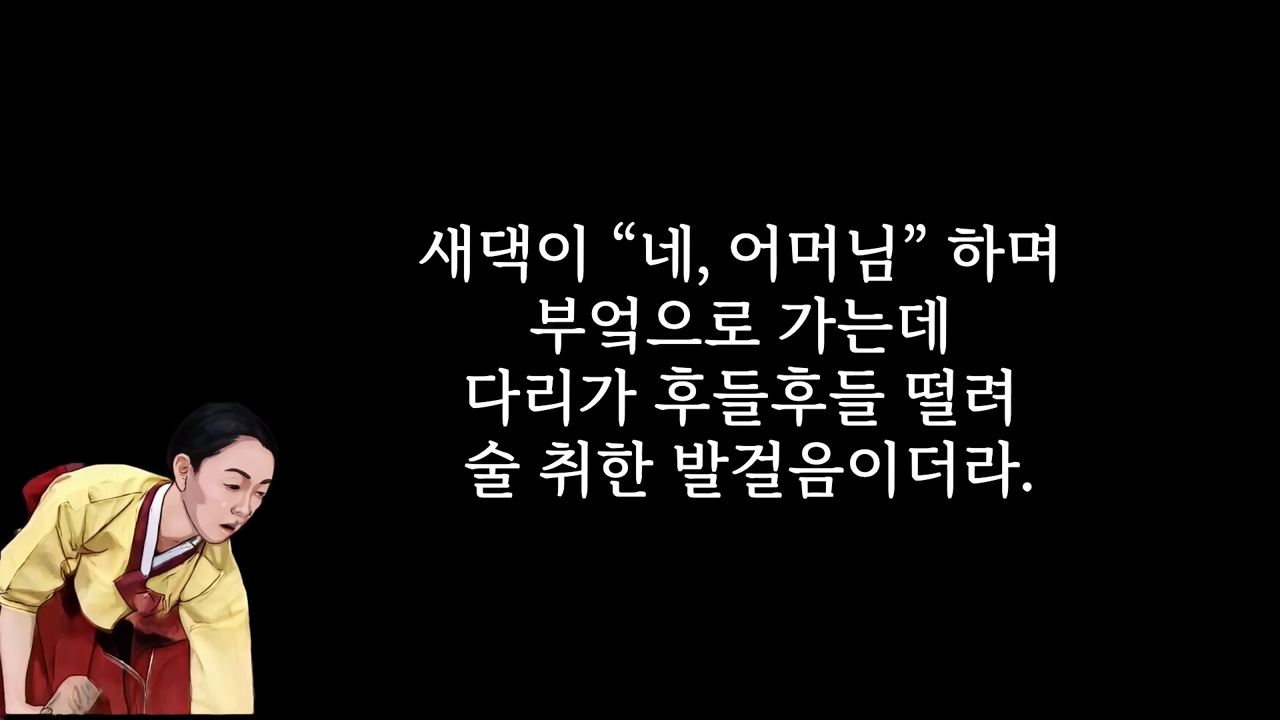 새댁이 “네, 어머님” 하며
부엌으로 가는데
다리가 후들후들 떨려
술 취한 발걸음이더라.